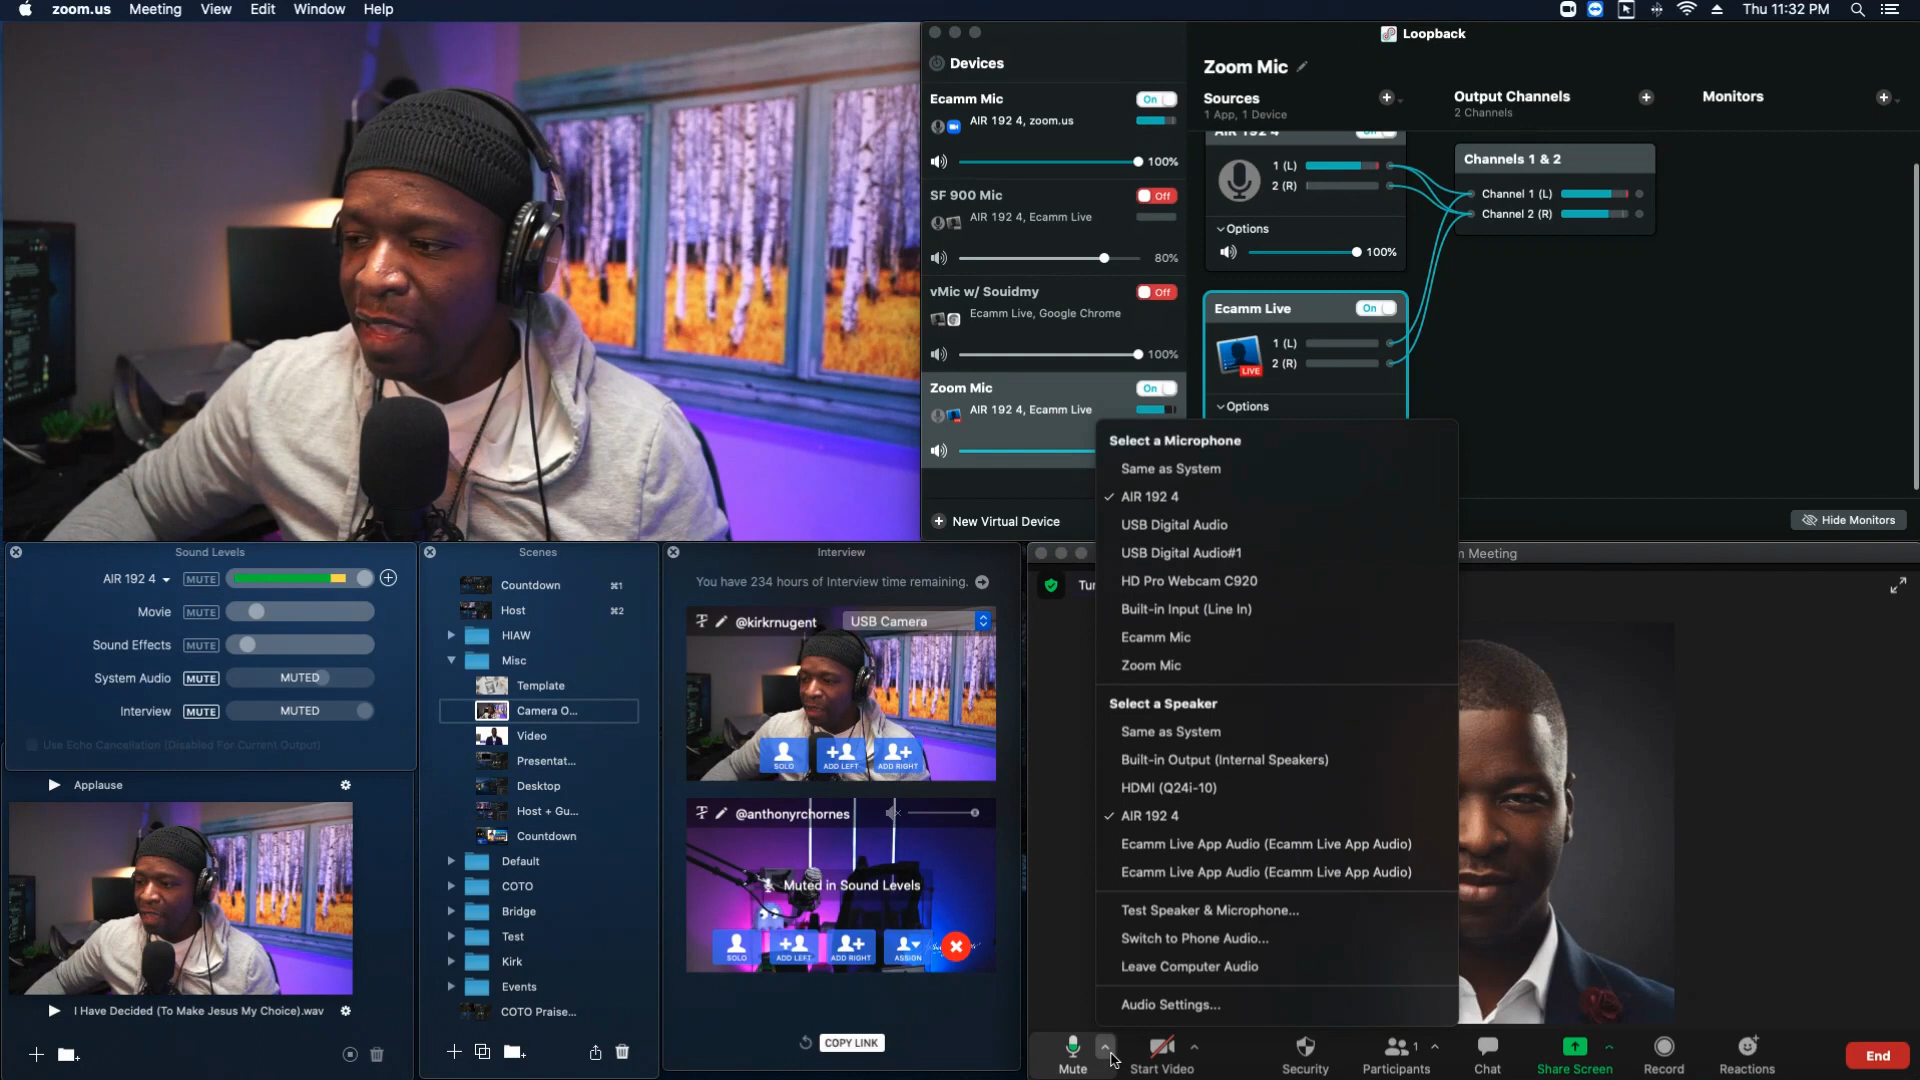 zoom.us Meeting View Edit Window Help
Thu 11:32 PM
Devices
Ecamm Mic
On
AIR 192 4, zoom.us
100%
SF 900 Mic
Off
AIR 192 4, Ecamm Live
80%
vMic w/ Souidmy
Off
Ecamm Live, Google Chrome
100%
Zoom Mic
On
AIR 192 4, Ecamm Live
New Virtual Device
Loopback
Zoom Mic
Sources
1 App, 1 Device
AIR 192 4
On
1 (L)
2 (R)
Options
100%
Ecamm Live
On
LIVE
1 (L)
2 (R)
Options
Output Channels
2 Channels
Channels 1 & 2
Channel 1 (L)
Channel 2 (R)
Monitors
Hide Monitors
Sound Levels
AIR 192 4 MUTE
Movie MUTE
Sound Effects MUTE
System Audio MUTE MUTED
Interview MUTE MUTED
Use Echo Cancellation (Disabled For Current Output)
Applause
I Have Decided (To Make Jesus My Choice).wav
Scenes
Countdown ⌘1
Host ⌘2
HIAW
Misc
Template
Camera O...
Video
Presentat...
Desktop
Host + Gu...
Countdown
Default
COTO
Bridge
Test
Kirk
Events
COTO Praise...
Interview
You have 234 hours of Interview time remaining.
@kirkrnugent USB Camera
SOLO ADD LEFT ADD RIGHT
@anthonyrchornes
Muted in Sound Levels
SOLO ADD LEFT ADD RIGHT ASSIGN
COPY LINK
m Meeting
Tur
Select a Microphone
Same as System
✓ AIR 192 4
USB Digital Audio
USB Digital Audio#1
HD Pro Webcam C920
Built-in Input (Line In)
Ecamm Mic
Zoom Mic
Select a Speaker
Same as System
Built-in Output (Internal Speakers)
HDMI (Q24i-10)
✓ AIR 192 4
Ecamm Live App Audio (Ecamm Live App Audio)
Ecamm Live App Audio (Ecamm Live App Audio)
Test Speaker & Microphone...
Switch to Phone Audio...
Leave Computer Audio
Audio Settings...
Mute
Start Video
Security
1
Participants
Chat
Share Screen
Record
Reactions
End